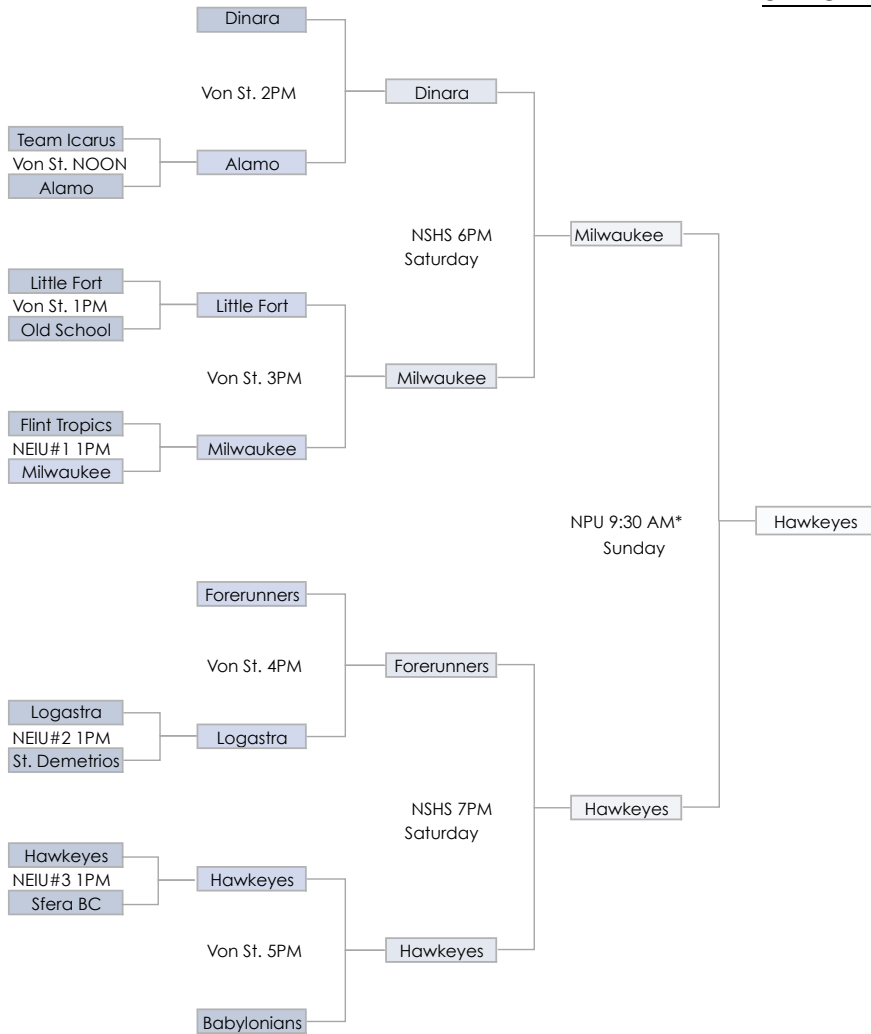 Dinara
Von St. 2PM
Dinara
Team Icarus
Von St. NOON
Alamo
Alamo
NSHS 6PM
Saturday
Milwaukee
Little Fort
Von St. 1PM
Little Fort
Old School
Von St. 3PM
Milwaukee
Flint Tropics
NEIU#1 1PM
Milwaukee
Milwaukee
NPU 9:30 AM*
Sunday
Hawkeyes
Forerunners
Von St. 4PM
Forerunners
Logastra
NEIU#2 1PM
Logastra
St. Demetrios
NSHS 7PM
Saturday
Hawkeyes
Hawkeyes
NEIU#3 1PM
Hawkeyes
Sfera BC
Von St. 5PM
Hawkeyes
Babylonians